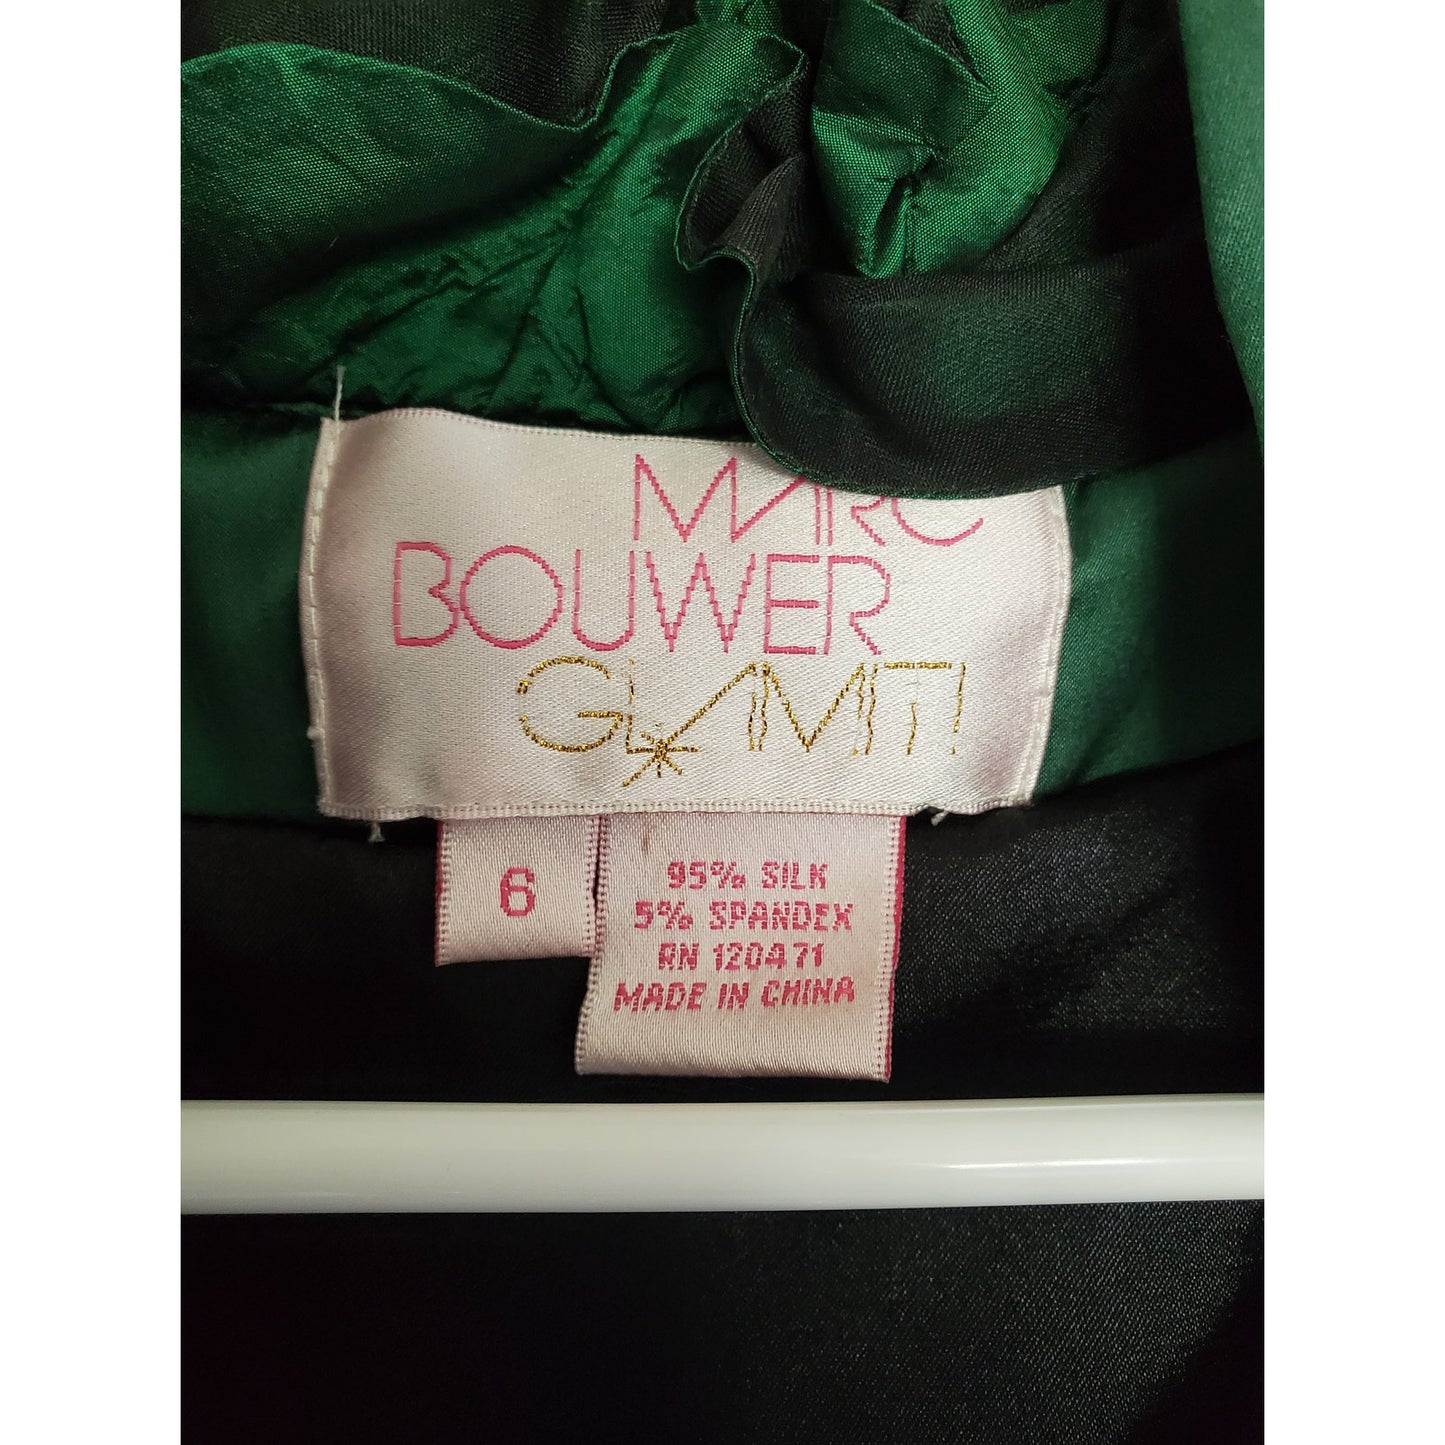 MARC
BOUWER
GLAMIT!
6
95% SILK
5% SPANDEX
RN 120471
MADE IN CHINA